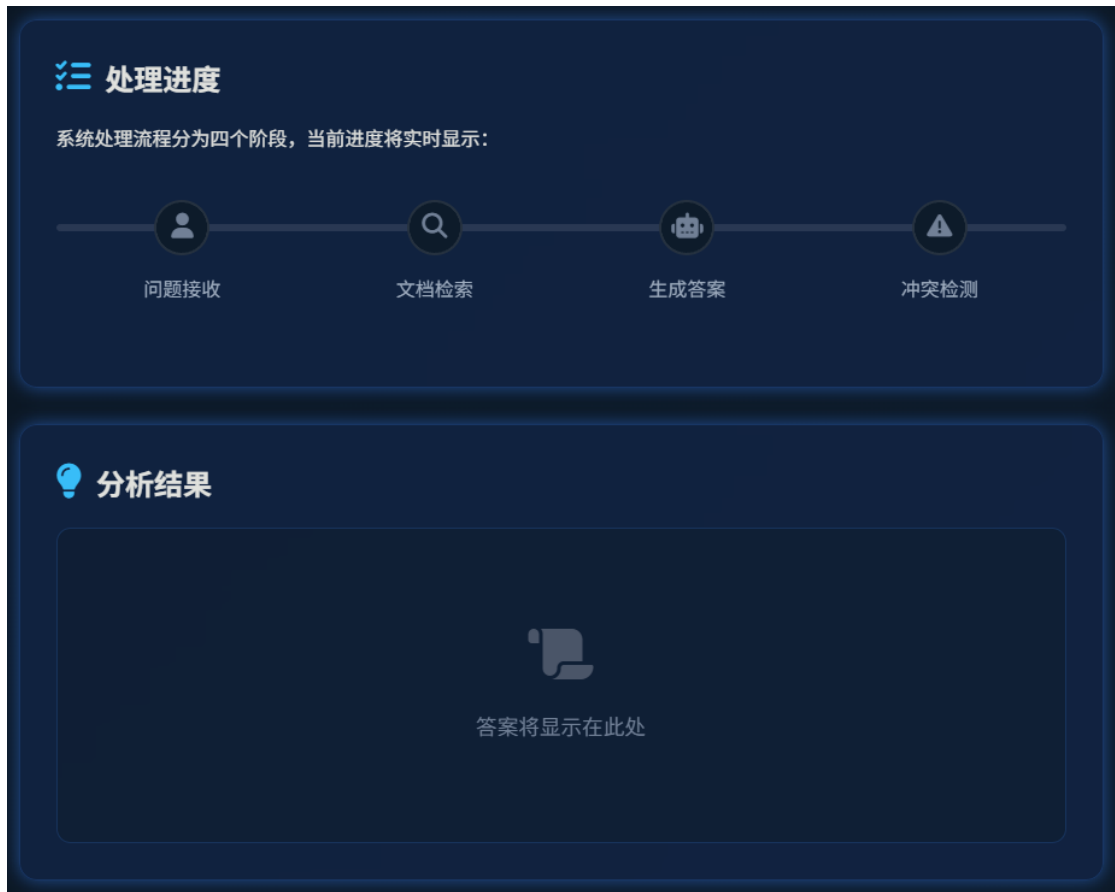 处理进度
系统处理流程分为四个阶段，当前进度将实时显示：
问题接收
文档检索
生成答案
冲突检测
分析结果
答案将显示在此处